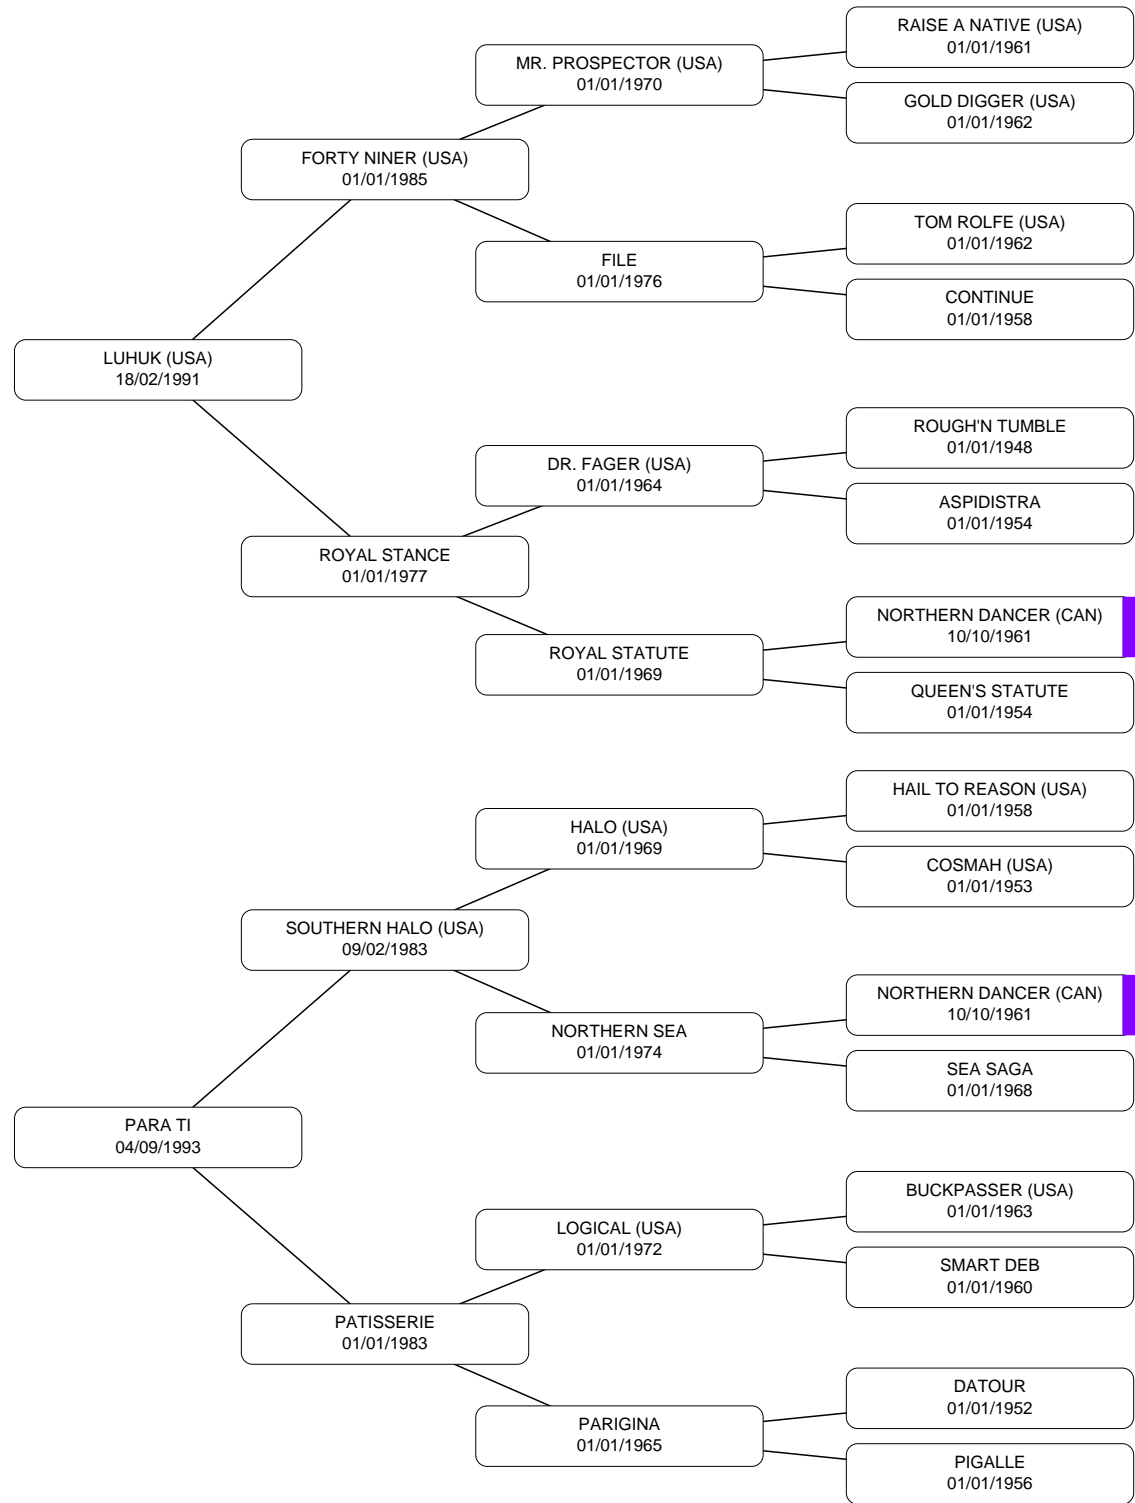 RAISE A NATIVE (USA)
01/01/1961
MR. PROSPECTOR (USA)
01/01/1970
GOLD DIGGER (USA)
01/01/1962
FORTY NINER (USA)
01/01/1985
TOM ROLFE (USA)
01/01/1962
FILE
01/01/1976
CONTINUE
01/01/1958
LUHUK (USA)
18/02/1991
ROUGH'N TUMBLE
01/01/1948
DR. FAGER (USA)
01/01/1964
ASPIDISTRA
01/01/1954
ROYAL STANCE
01/01/1977
NORTHERN DANCER (CAN)
10/10/1961
ROYAL STATUTE
01/01/1969
QUEEN'S STATUTE
01/01/1954
HAIL TO REASON (USA)
01/01/1958
HALO (USA)
01/01/1969
COSMAH (USA)
01/01/1953
SOUTHERN HALO (USA)
09/02/1983
NORTHERN DANCER (CAN)
10/10/1961
NORTHERN SEA
01/01/1974
SEA SAGA
01/01/1968
PARA TI
04/09/1993
BUCKPASSER (USA)
01/01/1963
LOGICAL (USA)
01/01/1972
SMART DEB
01/01/1960
PATISSERIE
01/01/1983
DATOUR
01/01/1952
PARIGINA
01/01/1965
PIGALLE
01/01/1956